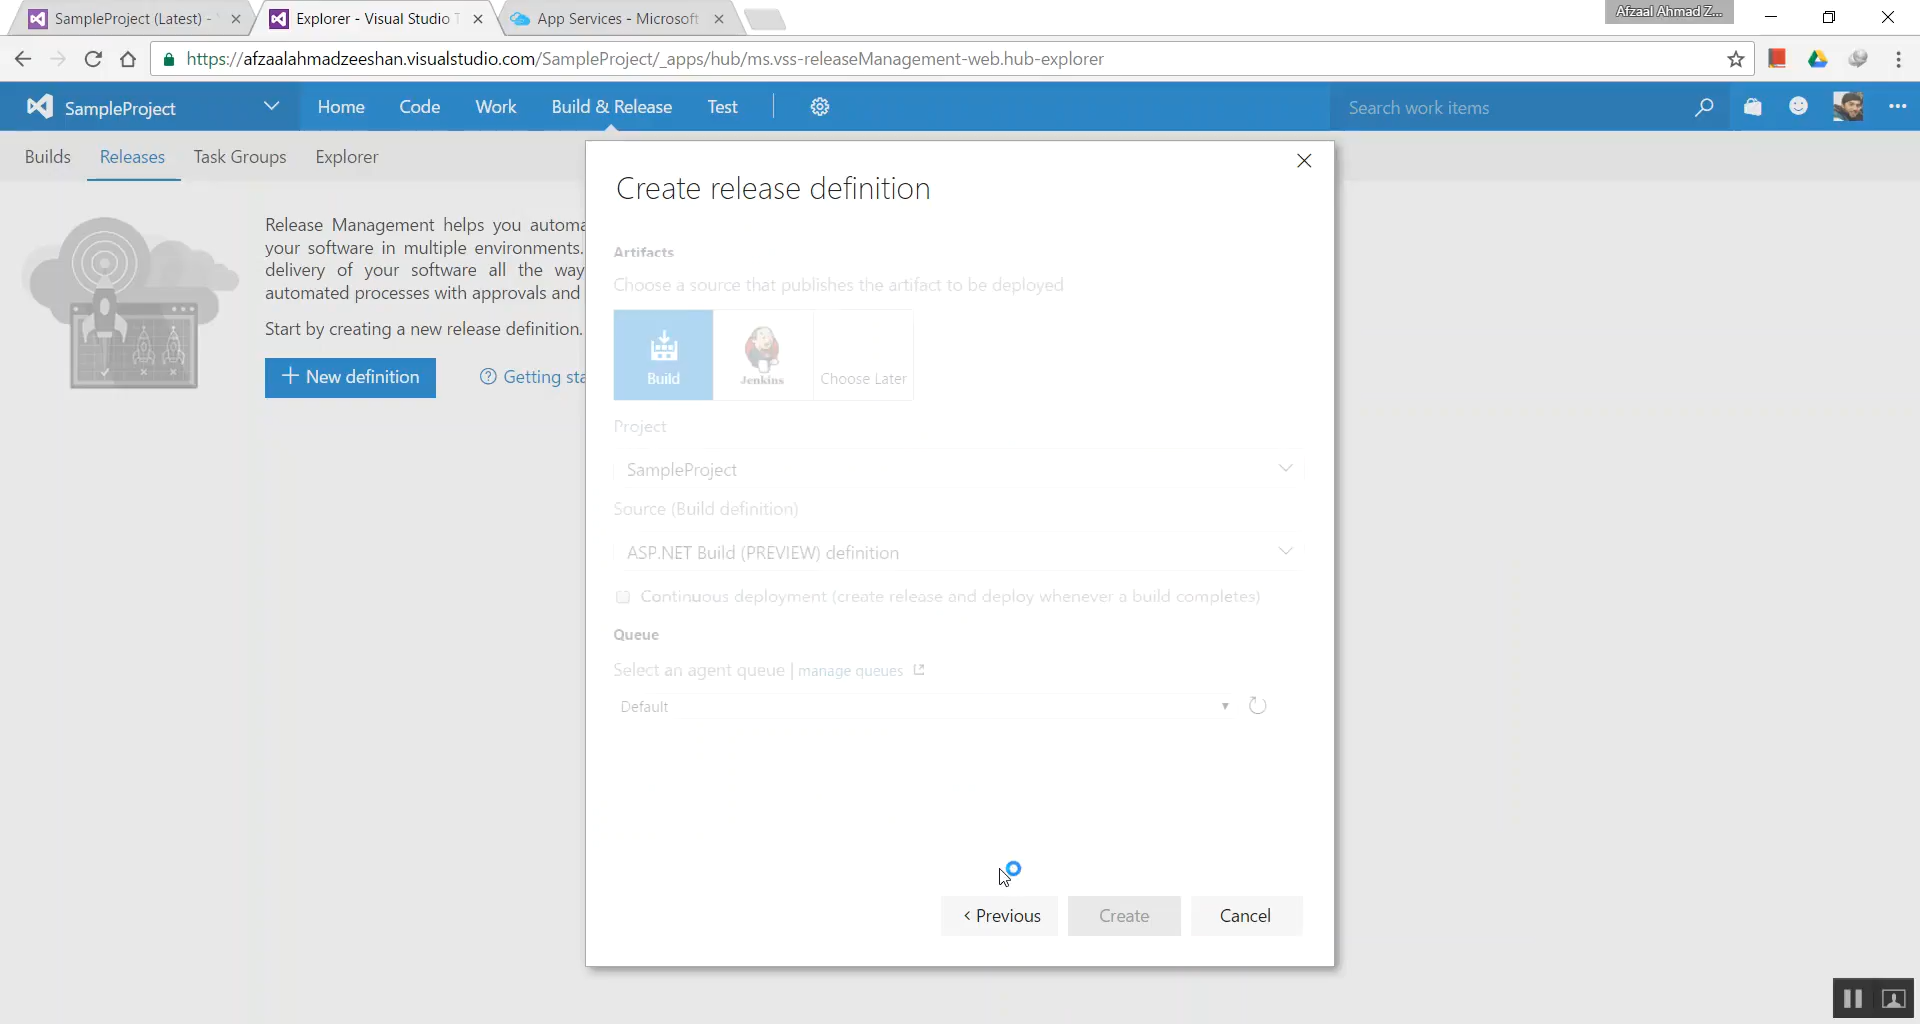 SampleProject (Latest) -
Explorer - Visual Studio T
App Services - Microsoft
Afzaal Ahmad Z...
https://afzaalahmadzeeshan.visualstudio.com/SampleProject/_apps/hub/ms.vss-releaseManagement-web.hub-explorer
SampleProject
Home
Code
Work
Build & Release
Test
Search work items
Builds
Releases
Task Groups
Explorer
Release Management helps you automa
your software in multiple environments.
delivery of your software all the way
automated processes with approvals and
Start by creating a new release definition.
+ New definition
Getting sta
Create release definition
Artifacts
Choose a source that publishes the artifact to be deployed
Build
Jenkins
Choose Later
Project
SampleProject
Source (Build definition)
ASP.NET Build (PREVIEW) definition
Continuous deployment (create release and deploy whenever a build completes)
Queue
Select an agent queue | manage queues
Default
< Previous
Create
Cancel